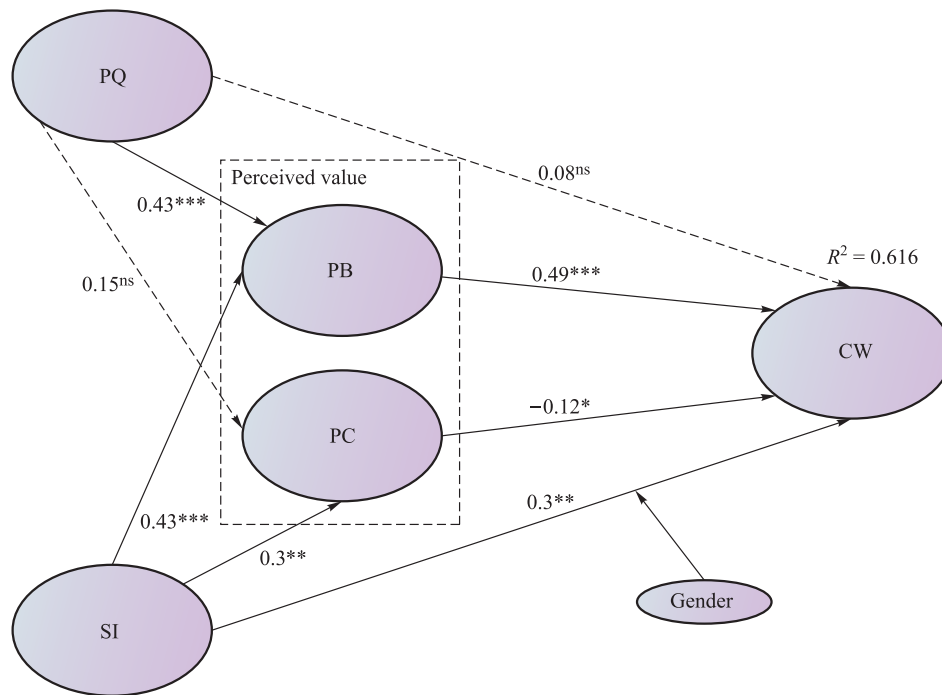 PQ
0.08ns
Perceived value
0.43***
PB
0.15ns
R² = 0.616
0.49***
CW
−0.12*
PC
0.43***
0.3**
0.3**
Gender
SI